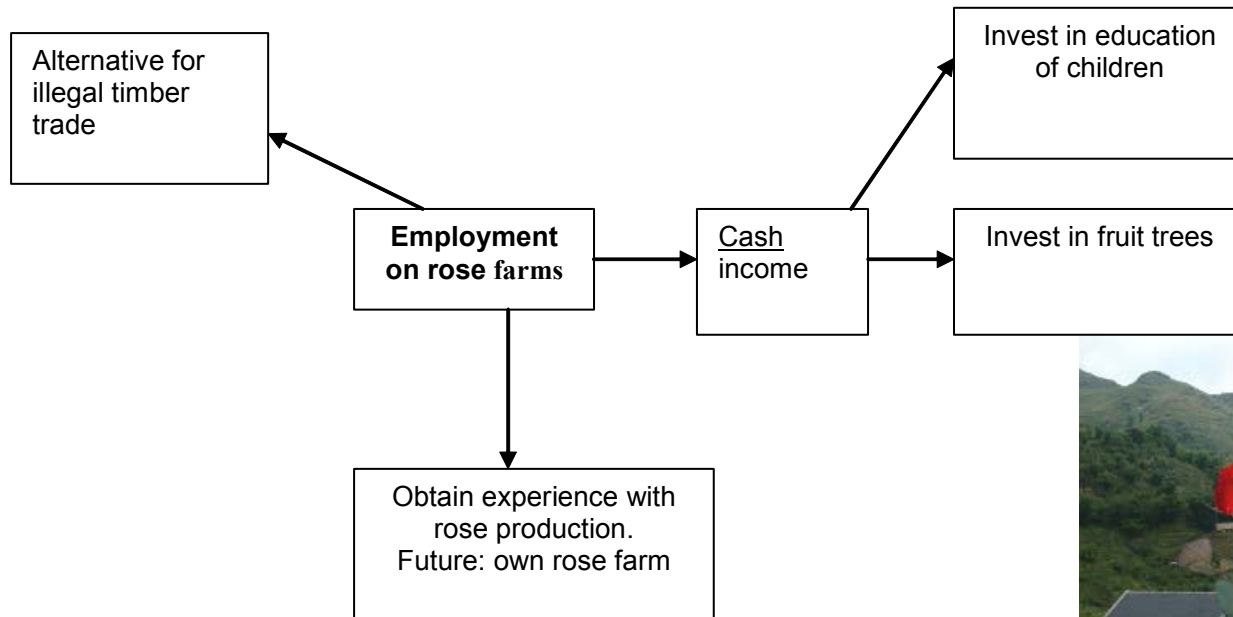 Alternative for
illegal timber
trade
Invest in education
of children
Employment
on rose farms
Cash
income
Invest in fruit trees
Obtain experience with
rose production.
Future: own rose farm